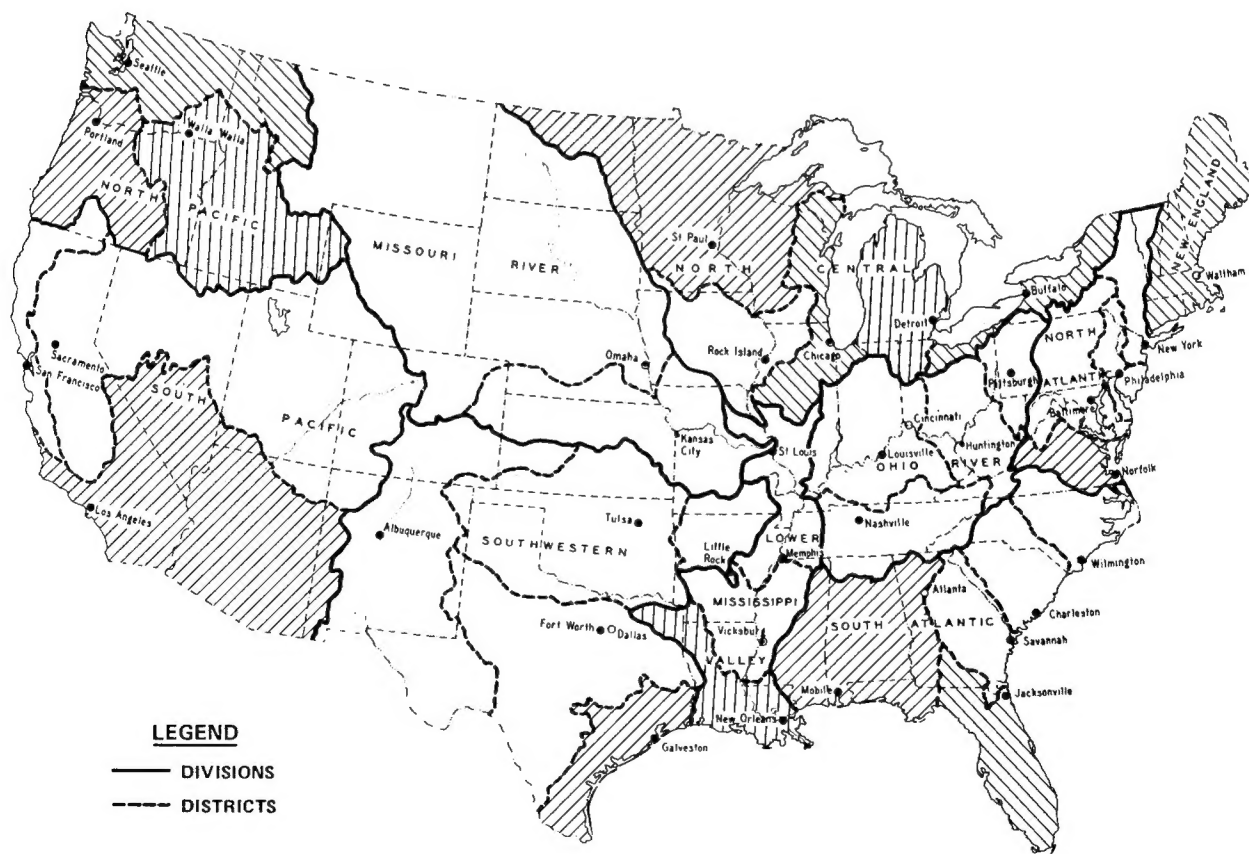 Seattle
Portland
Walla Walla
NORTH
PACIFIC
MISSOURI
RIVER
St Paul
NORTH
CENTRAL
NEW ENGLAND
Waltham
Buffalo
Detroit
Chicago
Rock Island
Omaha
NORTH
ATLANTIC
New York
Philadelphia
Pittsburgh
Baltimore
Sacramento
San Francisco
SOUTH
PACIFIC
Kansas
City
St Louis
Cincinnati
Louisville
Huntington
OHIO
RIVER
Norfolk
Los Angeles
Albuquerque
Tulsa
SOUTHWESTERN
Little
Rock
LOWER
Memphis
Nashville
Wilmington
MISSISSIPPI
Vicksburg
VALLEY
Atlanta
Charleston
SOUTH
ATLANTIC
Savannah
Fort Worth
Dallas
Mobile
Jacksonville
New Orleans
Galveston
LEGEND
DIVISIONS
DISTRICTS